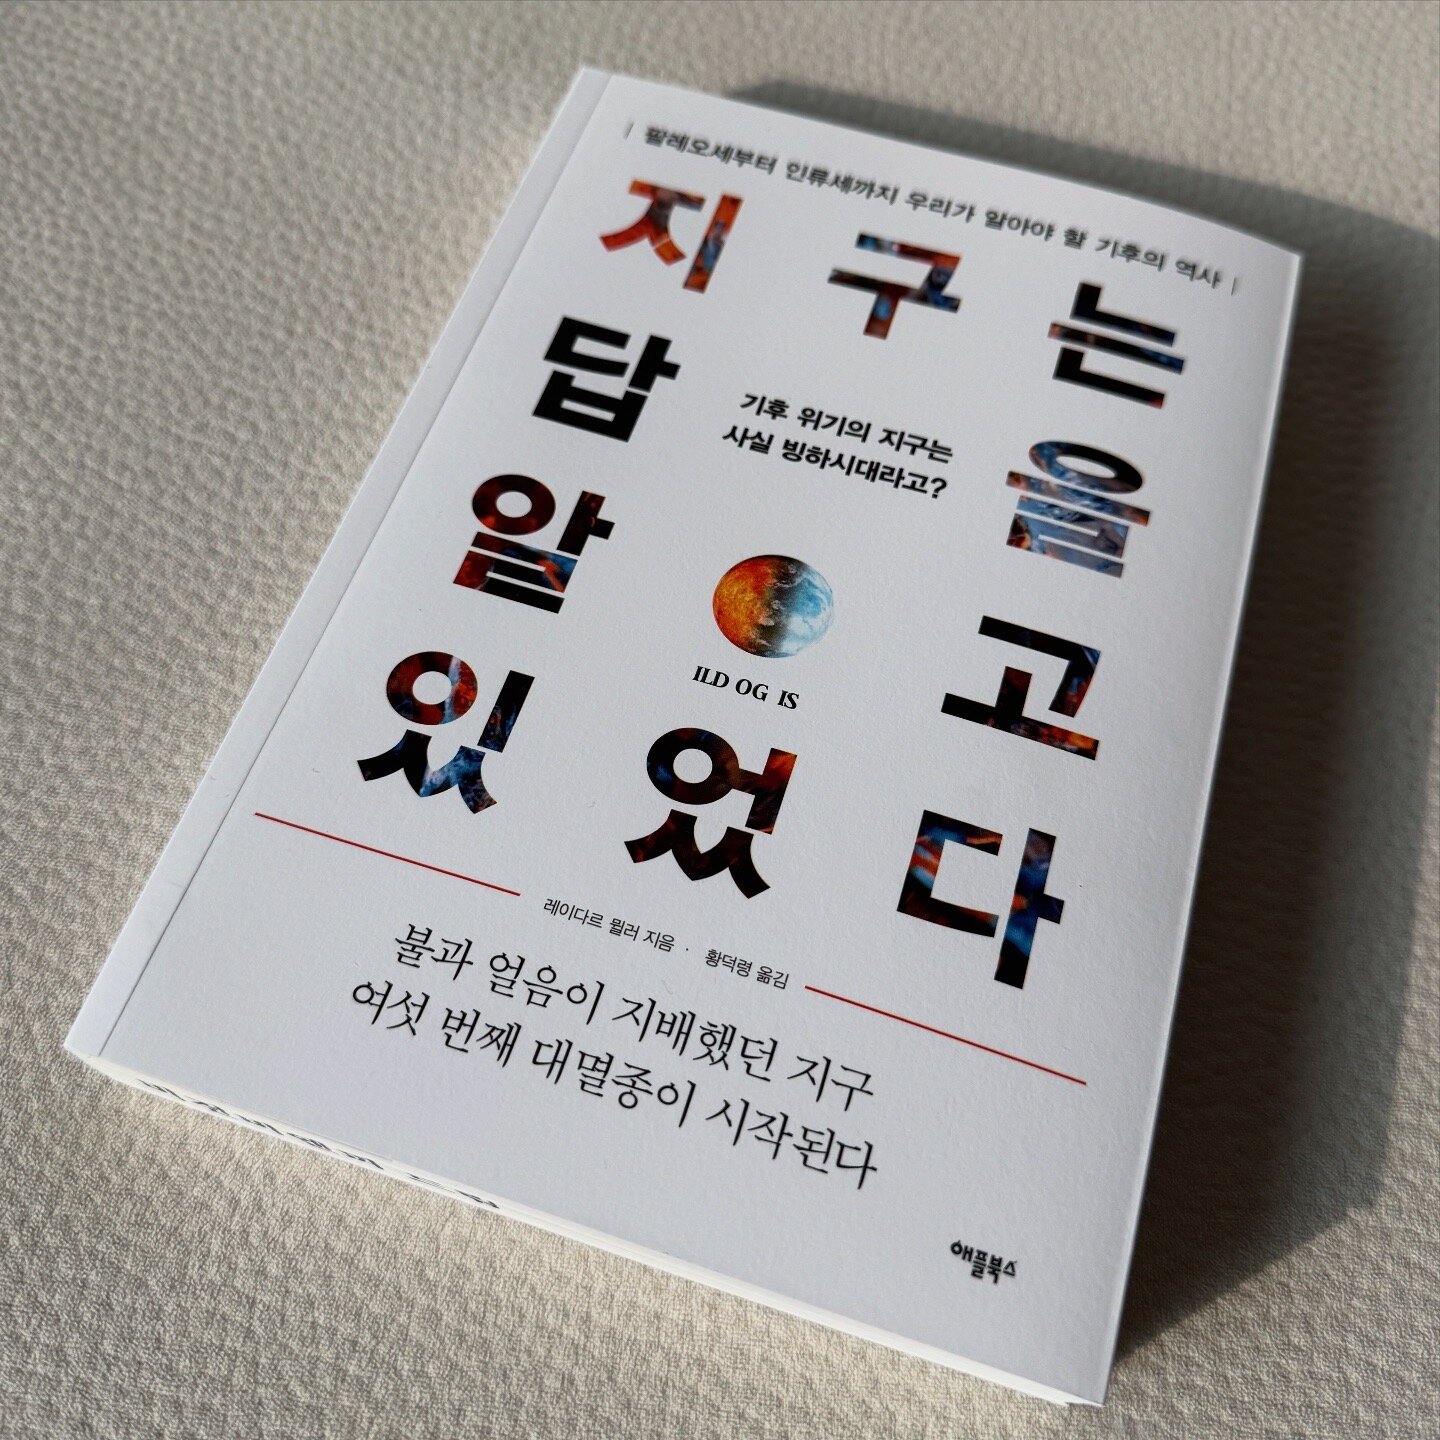 | 팔레오세부터 인류세까지 우리가 알아야 할 기후의 역사 |
지구는
답을
기후 위기의 지구는
사실 빙하시대라고?
알고
ILD OG IS
있었다
레이다르 뮐러 지음 · 황덕령 옮김
불과 얼음이 지배했던 지구
여섯 번째 대멸종이 시작된다
애플북스